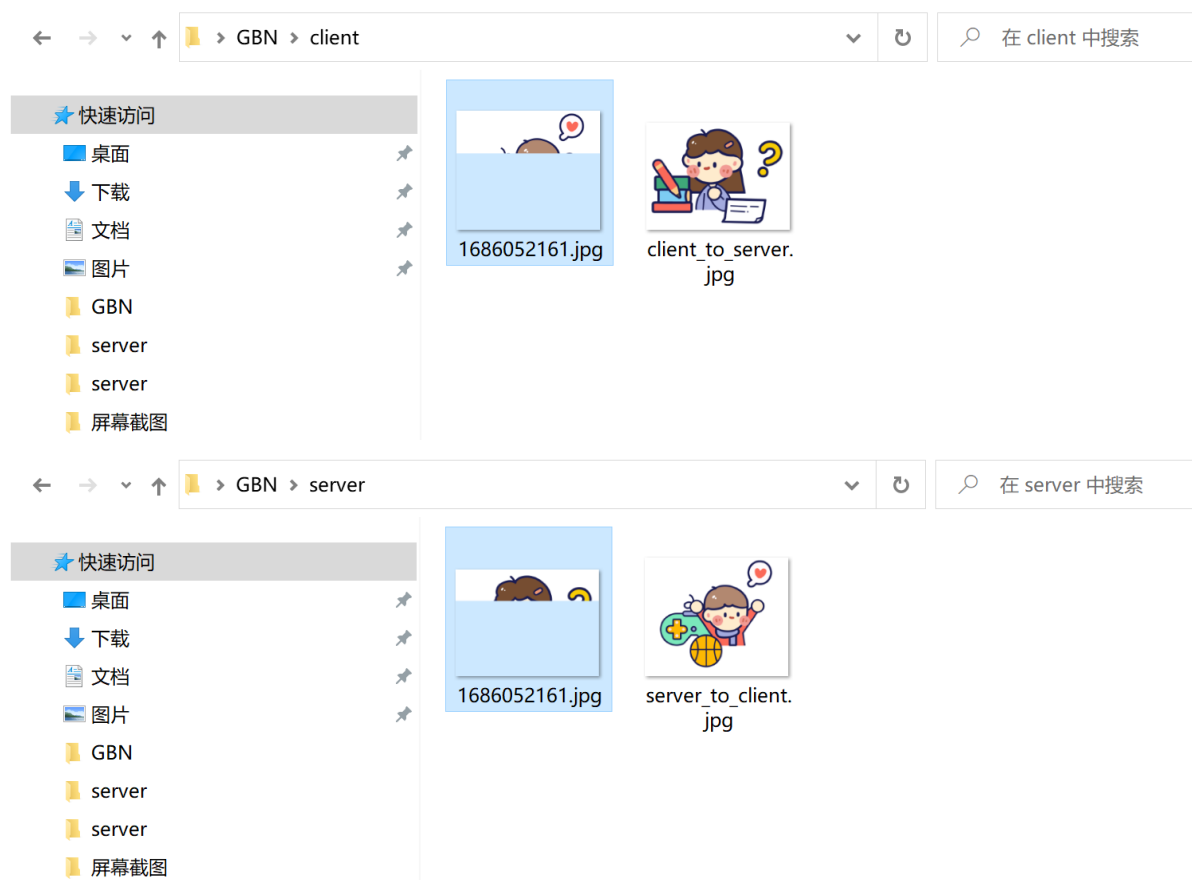 GBN > client
在 client 中搜索
快速访问
桌面
下载
文档
图片
GBN
server
server
屏幕截图
1686052161.jpg
client_to_server.
jpg
?
GBN > server
在 server 中搜索
快速访问
桌面
下载
文档
图片
GBN
server
server
屏幕截图
1686052161.jpg
server_to_client.
jpg